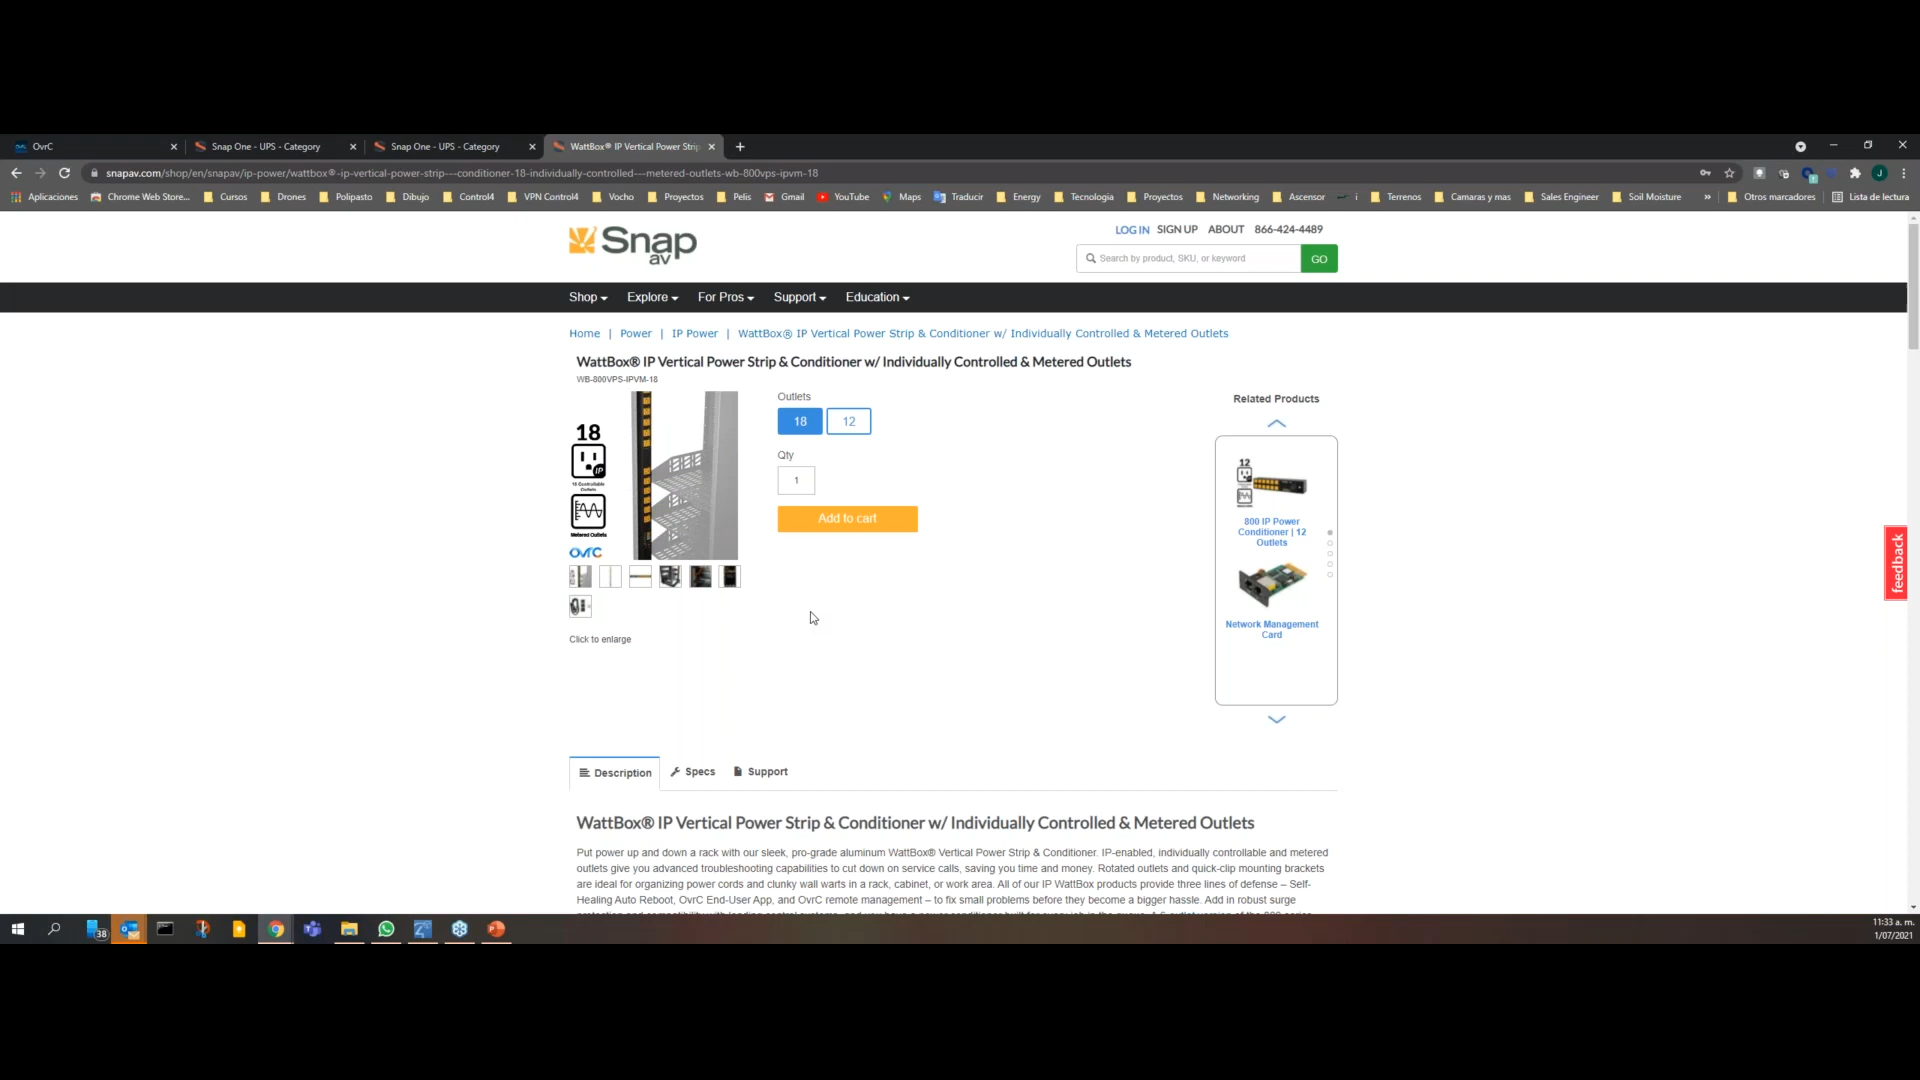 OvrC
Snap One - UPS - Category
Snap One - UPS - Category
WattBox® IP Vertical Power Strip
snapav.com/shop/en/snapav/ip-power/wattbox®-ip-vertical-power-strip---conditioner-18-individually-controlled---metered-outlets-wb-800vps-ipvm-18
Aplicaciones Chrome Web Store... Cursos Drones Polipasto Dibujo Control4 VPN Control4 Vocho Proyectos Pelis Gmail YouTube Maps Traducir Energy Tecnologia Proyectos Networking Ascensor i Terrenos Camaras y mas Sales Engineer Soil Moisture » Otros marcadores Lista de lectura
Snap
av
LOG IN SIGN UP ABOUT 866-424-4489
Search by product, SKU, or keyword GO
Shop Explore For Pros Support Education
Home | Power | IP Power | WattBox® IP Vertical Power Strip & Conditioner w/ Individually Controlled & Metered Outlets
WattBox® IP Vertical Power Strip & Conditioner w/ Individually Controlled & Metered Outlets
WB-800VPS-IPVM-18
18
IP
18 Controllable
Outlets
Metered Outlets
OvrC
Click to enlarge
Outlets
18 12
Qty
1
Add to cart
Related Products
12
800 IP Power
Conditioner | 12
Outlets
Network Management
Card
feedback
Description Specs Support
WattBox® IP Vertical Power Strip & Conditioner w/ Individually Controlled & Metered Outlets
Put power up and down a rack with our sleek, pro-grade aluminum WattBox® Vertical Power Strip & Conditioner. IP-enabled, individually controllable and metered
outlets give you advanced troubleshooting capabilities to cut down on service calls, saving you time and money. Rotated outlets and quick-clip mounting brackets
are ideal for organizing power cords and clunky wall warts in a rack, cabinet, or work area. All of our IP WattBox products provide three lines of defense – Self-
Healing Auto Reboot, OvrC End-User App, and OvrC remote management – to fix small problems before they become a bigger hassle. Add in robust surge
38
11:33 a. m.
1/07/2021